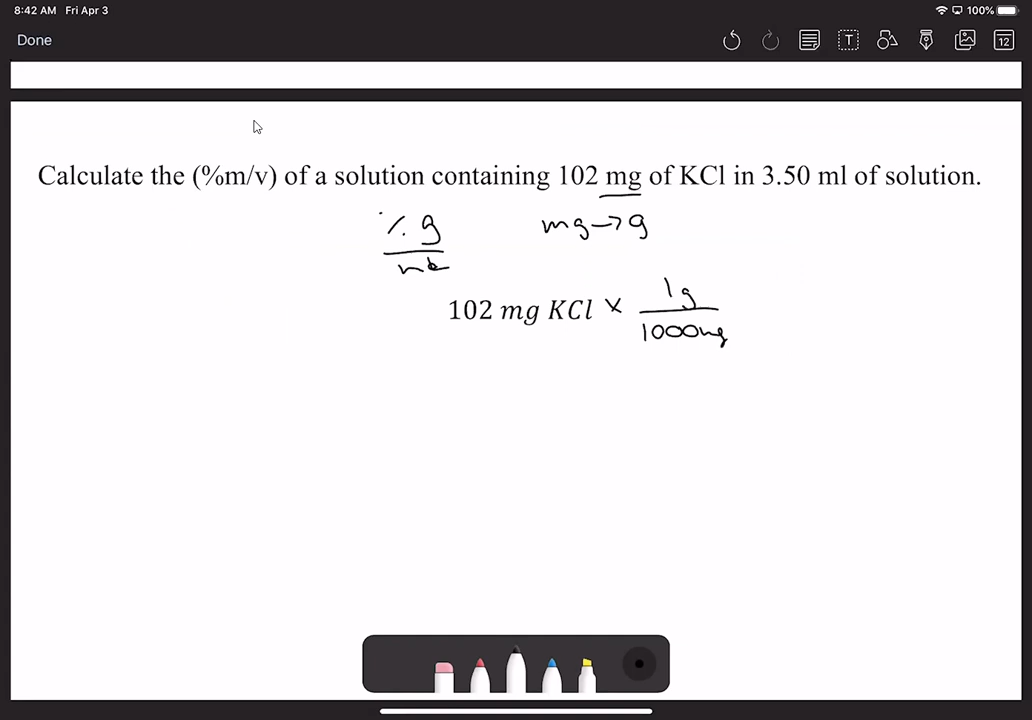 8:42 AM Fri Apr 3 100%
Done T 12
Calculate the (%m/v) of a solution containing 102 mg of KCl in 3.50 ml of solution.
% g mg → g
mL
102 mg KCl × 1g
1000mg